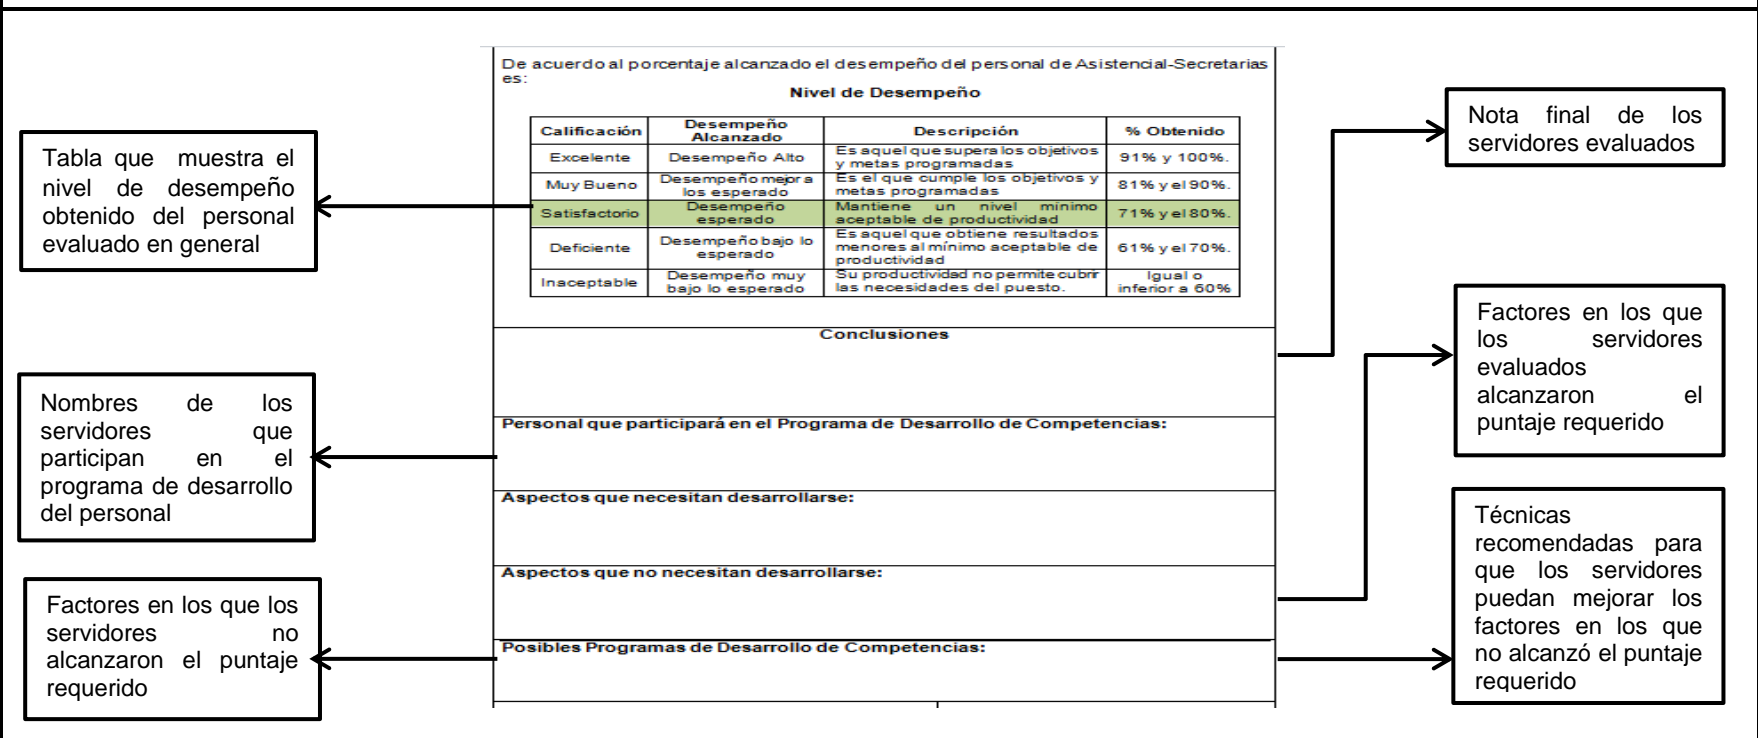 De acuerdo al porcentaje alcanzado el desempeño del personal de Asistencial-Secretarias
es:
Nivel de Desempeño
Calificación
Desempeño
Alcanzado
Descripción
% Obtenido
Excelente
Desempeño Alto
Es aquel que supera los objetivos
y metas programadas
91% y 100%.
Muy Bueno
Desempeño mejor a
los esperado
Es el que cumple los objetivos y
metas programadas
81% y el 90%.
Satisfactorio
Desempeño
esperado
Mantiene un nivel mínimo
aceptable de productividad
71% y el 80%.
Deficiente
Desempeño bajo lo
esperado
Es aquel que obtiene resultados
menores al mínimo aceptable de
productividad
61% y el 70%.
Inaceptable
Desempeño muy
bajo lo esperado
Su productividad no permite cubrir
las necesidades del puesto.
Igual o
inferior a 60%
Conclusiones
Personal que participará en el Programa de Desarrollo de Competencias:
Aspectos que necesitan desarrollarse:
Aspectos que no necesitan desarrollarse:
Posibles Programas de Desarrollo de Competencias:
Tabla que muestra el
nivel de desempeño
obtenido del personal
evaluado en general
Nombres de los
servidores que
participan en el
programa de desarrollo
del personal
Factores en los que los
servidores no
alcanzaron el puntaje
requerido
Nota final de los
servidores evaluados
Factores en los que
los servidores
evaluados
alcanzaron el
puntaje requerido
Técnicas
recomendadas para
que los servidores
puedan mejorar los
factores en los que
no alcanzó el puntaje
requerido